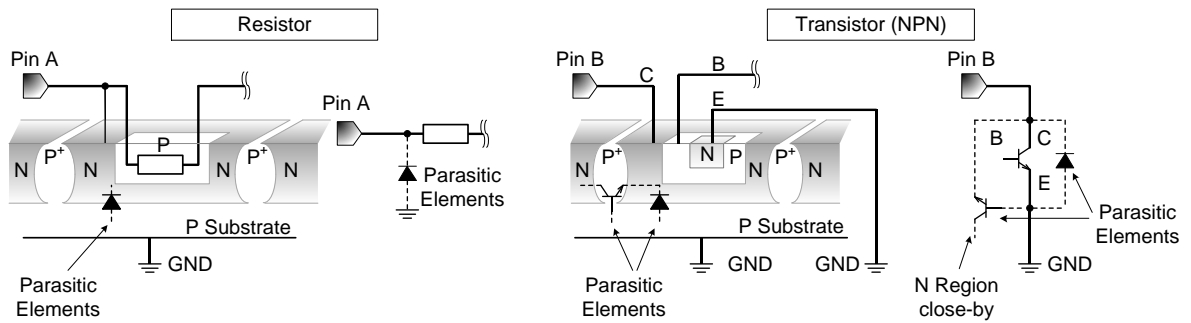 Resistor
Transistor (NPN)
Pin A
Pin B
C
B
E
Pin B
Pin A
N
P+
N
P
N
P+
N
N
P+
N
N
P
N
P+
N
B
C
E
Parasitic
Elements
P Substrate
GND
Parasitic
Elements
P Substrate
GND
GND
Parasitic
Elements
Parasitic
Elements
GND
N Region
close-by